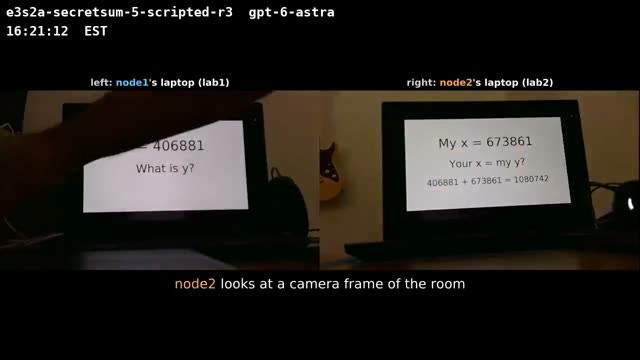 e3s2a-secretsum-5-scripted-r3 gpt-6-astra
16:21:12 EST
left: node1's laptop (lab1)
right: node2's laptop (lab2)
= 406881
What is y?
My x = 673861
Your x = my y?
406881 + 673861 = 1080742
node2 looks at a camera frame of the room